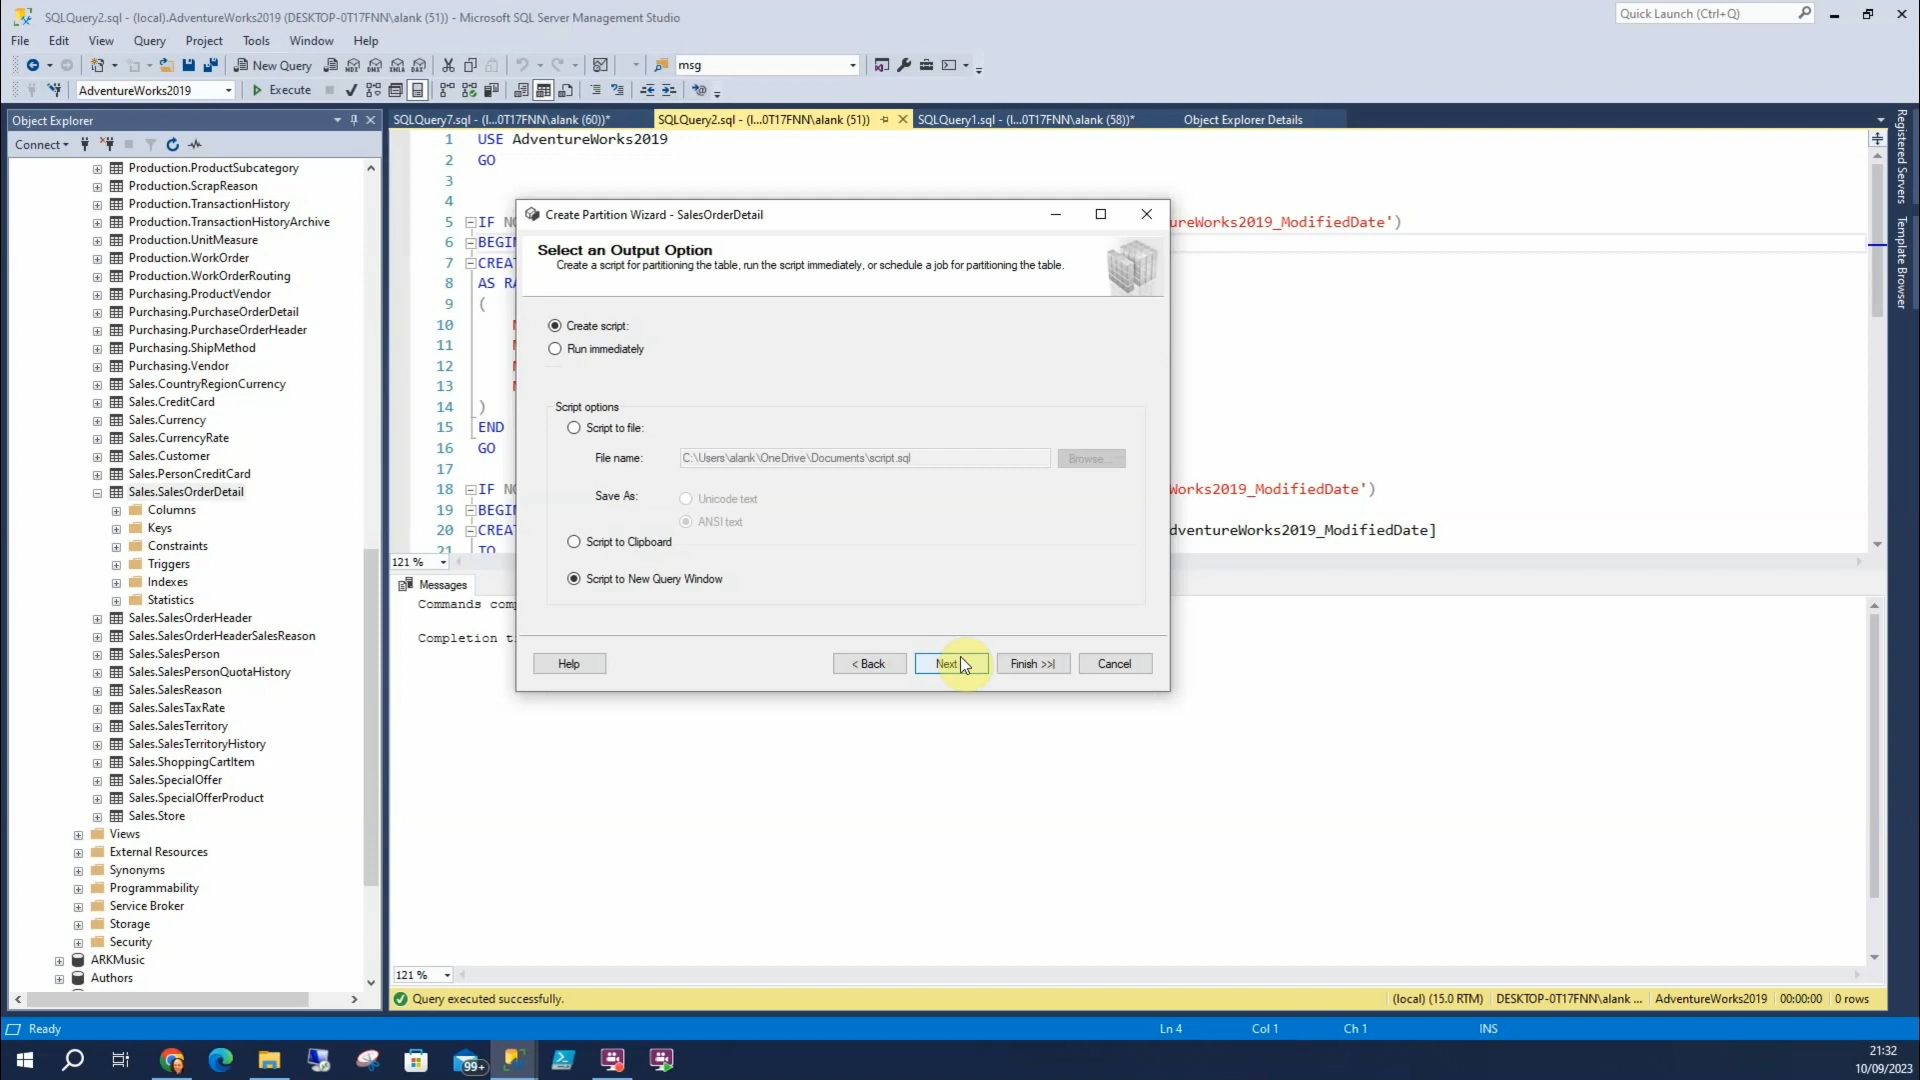 SQLQuery2.sql - (local).AdventureWorks2019 (DESKTOP-0T17FNN\alank (51)) - Microsoft SQL Server Management Studio
Quick Launch (Ctrl+Q)
File Edit View Query Project Tools Window Help
New Query
msg
AdventureWorks2019
Execute
Object Explorer
Connect
Production.ProductSubcategory
Production.ScrapReason
Production.TransactionHistory
Production.TransactionHistoryArchive
Production.UnitMeasure
Production.WorkOrder
Production.WorkOrderRouting
Purchasing.ProductVendor
Purchasing.PurchaseOrderDetail
Purchasing.PurchaseOrderHeader
Purchasing.ShipMethod
Purchasing.Vendor
Sales.CountryRegionCurrency
Sales.CreditCard
Sales.Currency
Sales.CurrencyRate
Sales.Customer
Sales.PersonCreditCard
Sales.SalesOrderDetail
Columns
Keys
Constraints
Triggers
Indexes
Statistics
Sales.SalesOrderHeader
Sales.SalesOrderHeaderSalesReason
Sales.SalesPerson
Sales.SalesPersonQuotaHistory
Sales.SalesReason
Sales.SalesTaxRate
Sales.SalesTerritory
Sales.SalesTerritoryHistory
Sales.ShoppingCartItem
Sales.SpecialOffer
Sales.SpecialOfferProduct
Sales.Store
Views
External Resources
Synonyms
Programmability
Service Broker
Storage
Security
ARKMusic
Authors
SQLQuery7.sql - (l...0T17FNN\alank (60))*
SQLQuery2.sql - (l...0T17FNN\alank (51))
SQLQuery1.sql - (l...0T17FNN\alank (58))*
Object Explorer Details
1 USE AdventureWorks2019
2 GO
3
4
5 IF NO tureWorks2019_ModifiedDate')
6 BEGIN
7 CREA
8 AS RA
9 (
10
11
12
13
14 )
15 END
16 GO
17
18 IF NO Works2019_ModifiedDate')
19 BEGIN
20 CREA dventureWorks2019_ModifiedDate]
21 TO
121 %
Messages
Commands com
Completion t
121 %
Create Partition Wizard - SalesOrderDetail
Select an Output Option
Create a script for partitioning the table, run the script immediately, or schedule a job for partitioning the table.
Create script:
Run immediately
Script options
Script to file:
File name: C:\Users\alank\OneDrive\Documents\script.sql Browse...
Save As: Unicode text
ANSI text
Script to Clipboard
Script to New Query Window
Help < Back Next Finish >>| Cancel
Registered Servers
Template Browser
Query executed successfully.
(local) (15.0 RTM) DESKTOP-0T17FNN\alank ... AdventureWorks2019 00:00:00 0 rows
Ready
Ln 4 Col 1 Ch 1 INS
99+
21:32
10/09/2023